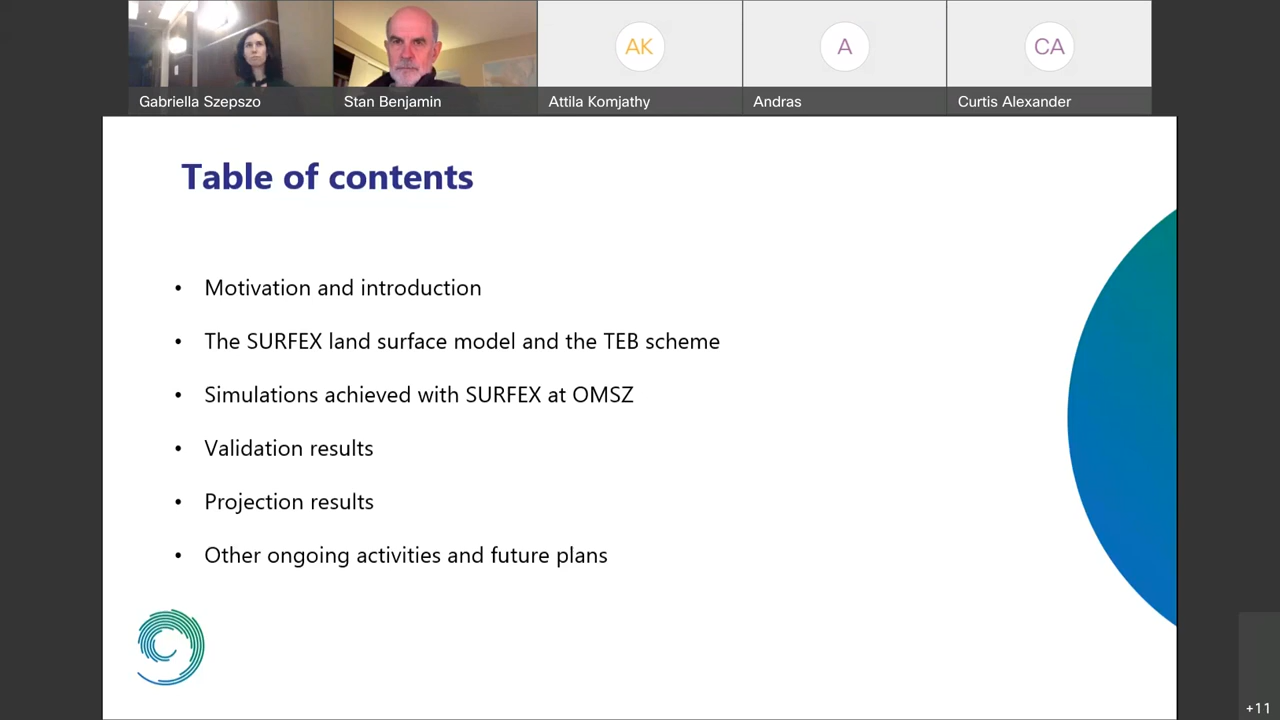 AK
A
CA
Gabriella Szepszo
Stan Benjamin
Attila Komjathy
Andras
Curtis Alexander
Table of contents
• Motivation and introduction
• The SURFEX land surface model and the TEB scheme
• Simulations achieved with SURFEX at OMSZ
• Validation results
• Projection results
• Other ongoing activities and future plans
+11